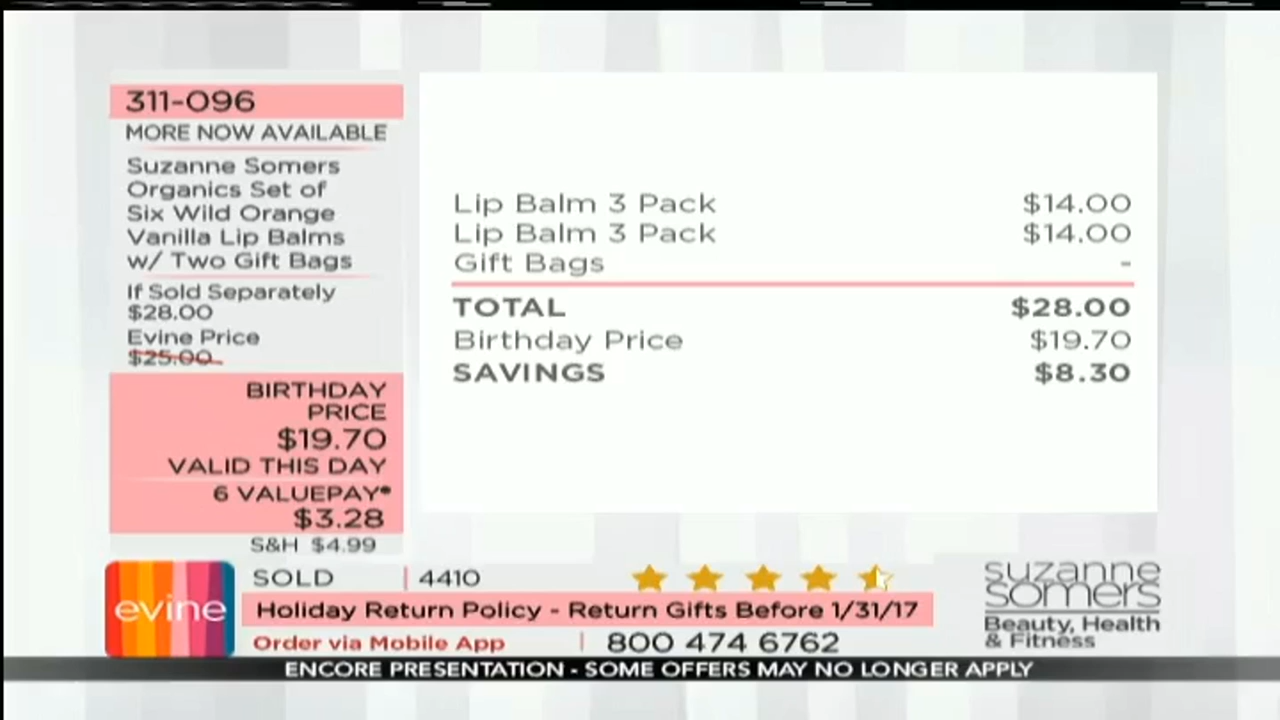 311-096
MORE NOW AVAILABLE
Suzanne Somers
Organics Set of
Six Wild Orange
Vanilla Lip Balms
w/ Two Gift Bags
If Sold Separately
$28.00
Evine Price
$25.00
BIRTHDAY
PRICE
$19.70
VALID THIS DAY
6 VALUEPAY®
$3.28
S&H $4.99
Lip Balm 3 Pack $14.00
Lip Balm 3 Pack $14.00
Gift Bags -
TOTAL $28.00
Birthday Price $19.70
SAVINGS $8.30
evine
SOLD 4410
Holiday Return Policy - Return Gifts Before 1/31/17
Order via Mobile App 800 474 6762
suzanne
somers
Beauty, Health
& Fitness
ENCORE PRESENTATION - SOME OFFERS MAY NO LONGER APPLY